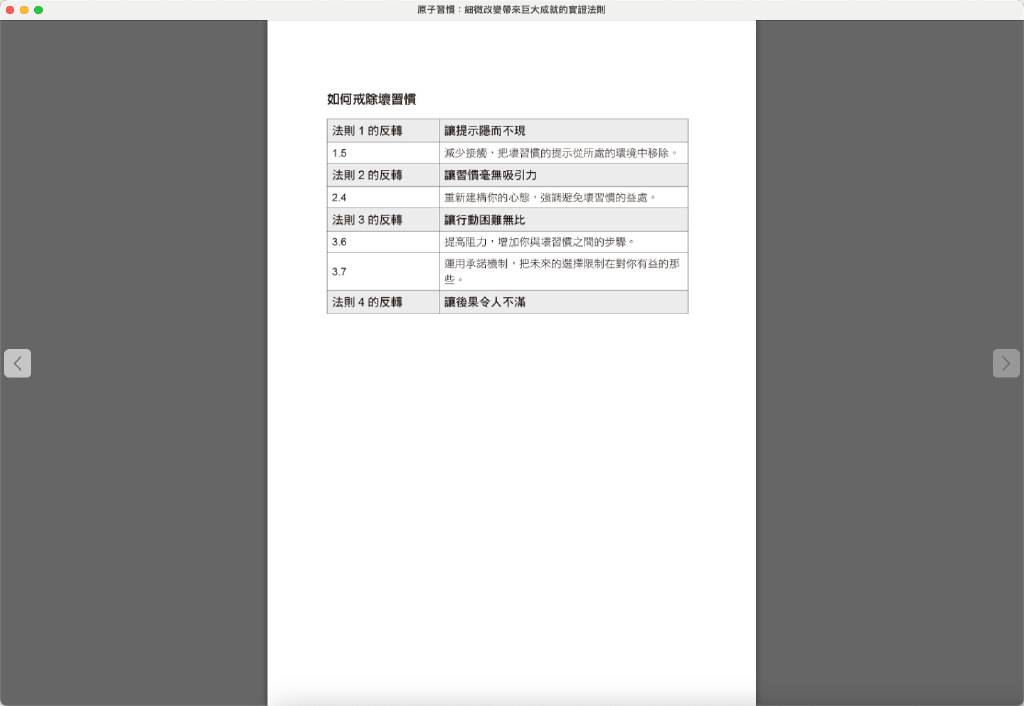 原子習慣：細微改變帶來巨大成就的實證法則
如何戒除壞習慣
法則 1 的反轉 讓提示隱而不現
1.5 減少接觸，把壞習慣的提示從所處的環境中移除。
法則 2 的反轉 讓習慣毫無吸引力
2.4 重新建構你的心態，強調避免壞習慣的益處。
法則 3 的反轉 讓行動困難無比
3.6 提高阻力，增加你與壞習慣之間的步驟。
3.7 運用承諾機制，把未來的選擇限制在對你有益的那
些。
法則 4 的反轉 讓後果令人不滿